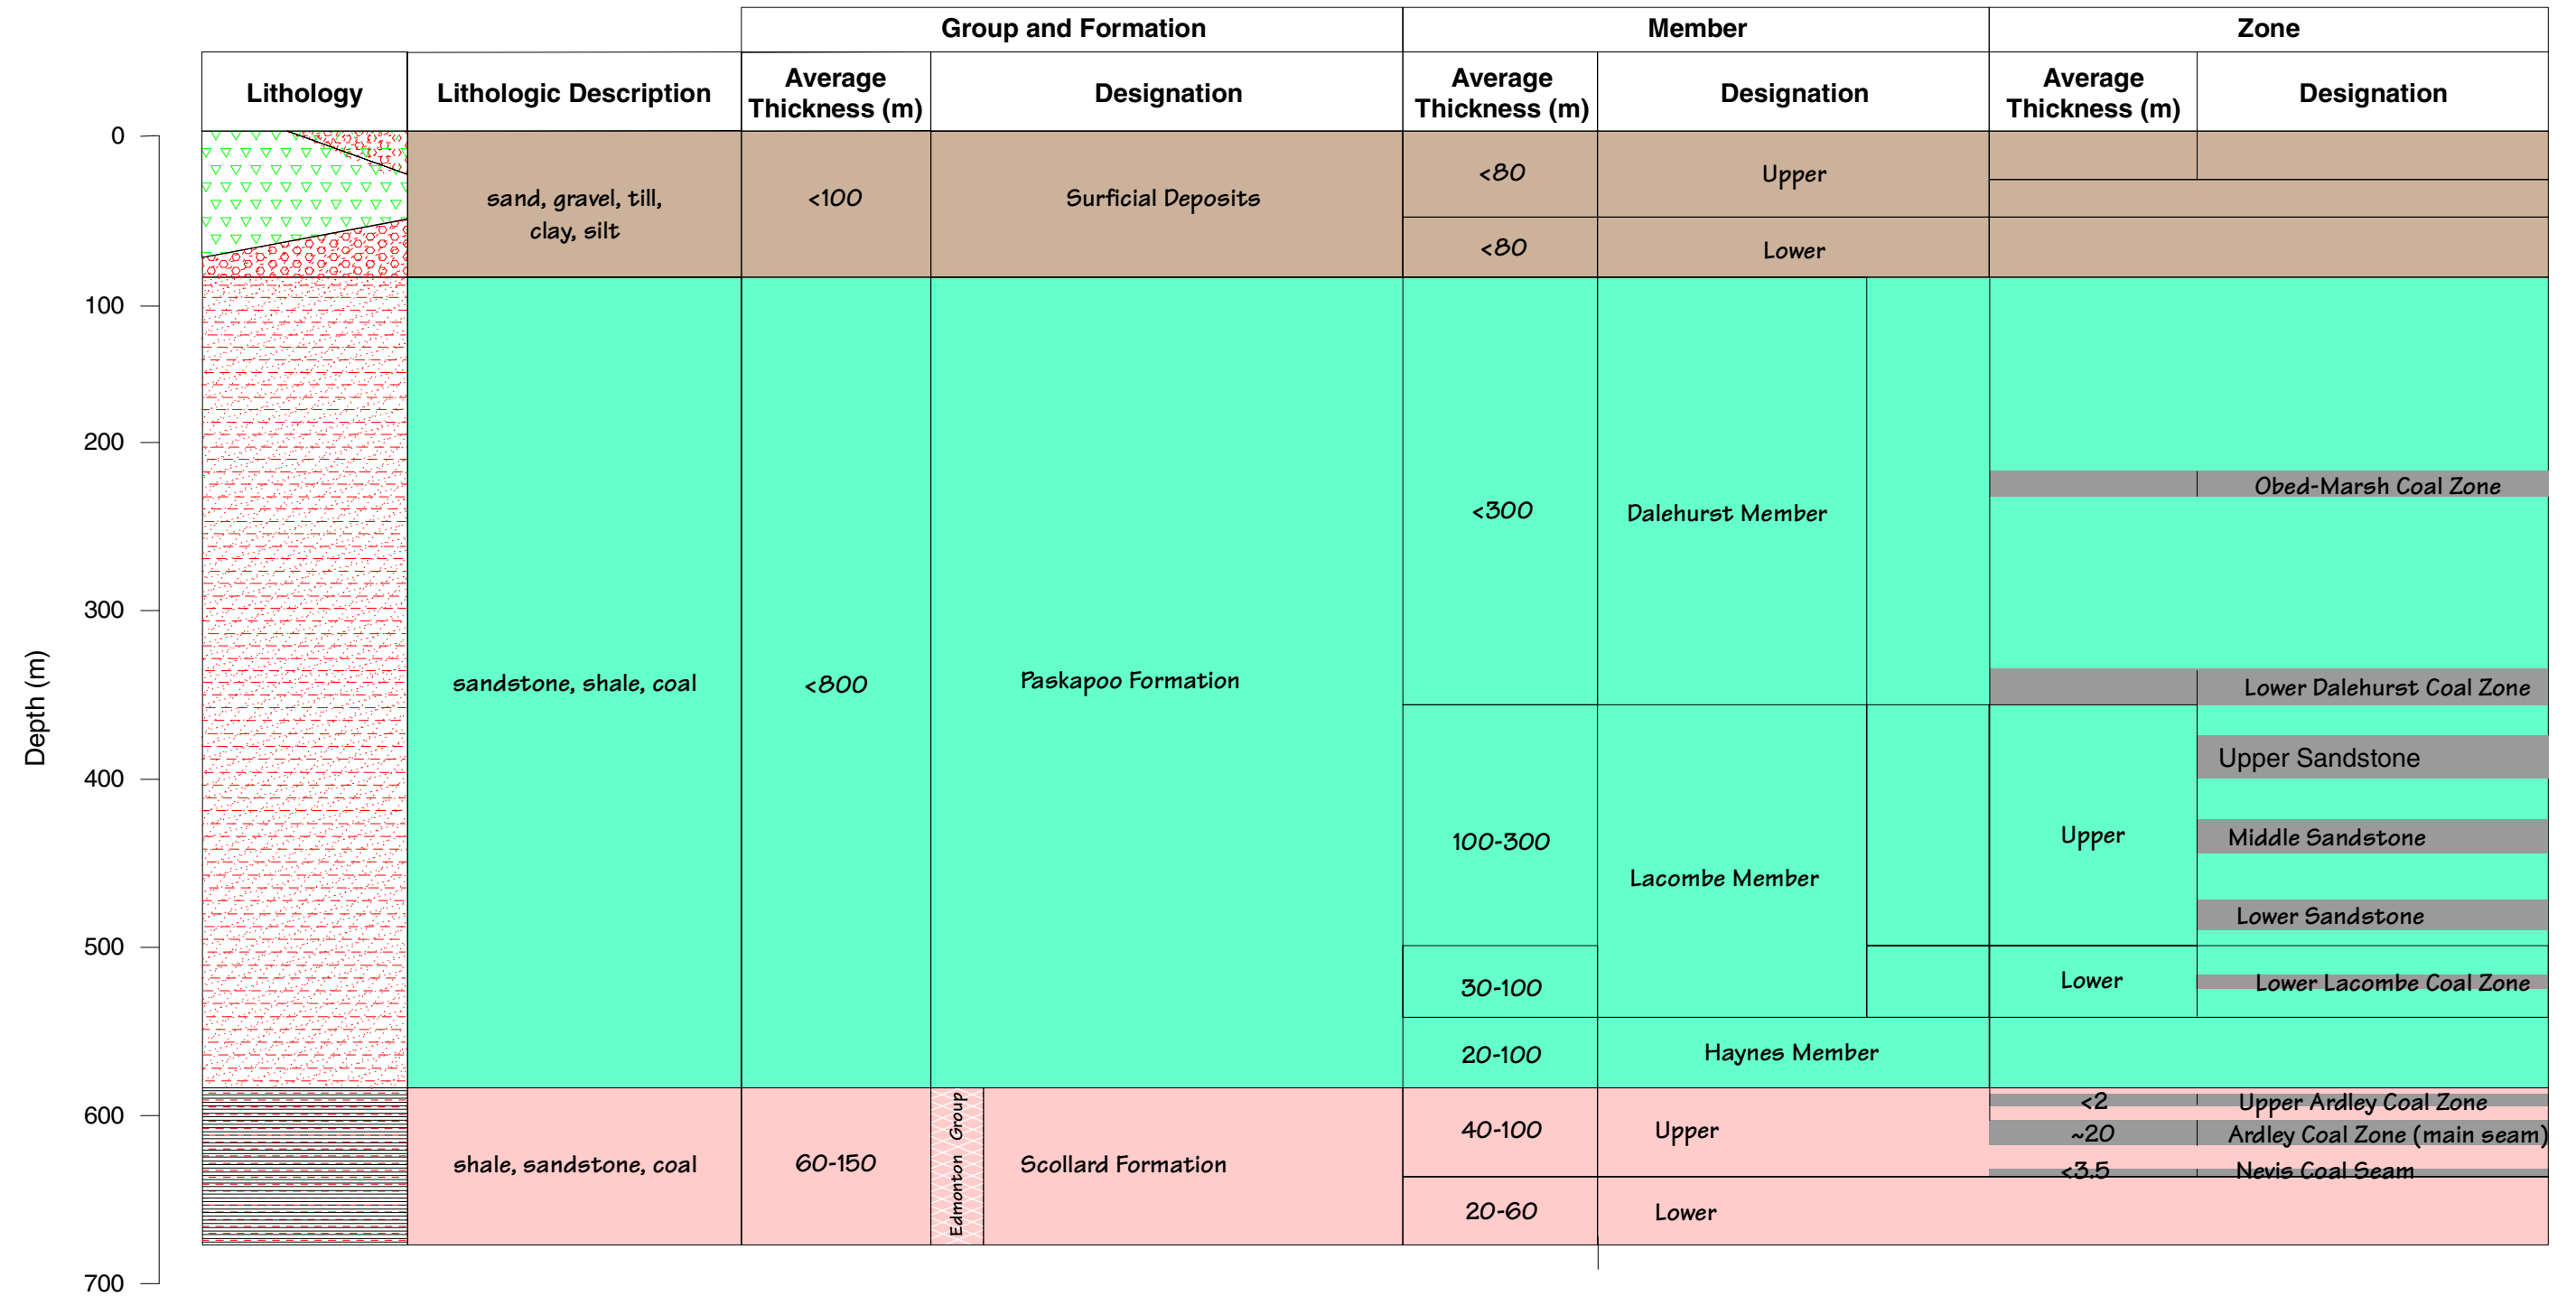 Group and Formation
Member
Zone
Lithology
Lithologic Description
Average
Thickness (m)
Designation
Average
Thickness (m)
Designation
Average
Thickness (m)
Designation
Depth (m)
0
100
200
300
400
500
600
700
sand, gravel, till,
clay, silt
<100
Surficial Deposits
<80
Upper
<80
Lower
sandstone, shale, coal
<800
Paskapoo Formation
<300
Dalehurst Member
Obed-Marsh Coal Zone
Lower Dalehurst Coal Zone
100-300
Lacombe Member
Upper
Upper Sandstone
Middle Sandstone
Lower Sandstone
30-100
Lower
Lower Lacombe Coal Zone
20-100
Haynes Member
shale, sandstone, coal
60-150
Edmonton Group
Scollard Formation
40-100
Upper
<2
Upper Ardley Coal Zone
~20
Ardley Coal Zone (main seam)
<3.5
Nevis Coal Seam
20-60
Lower